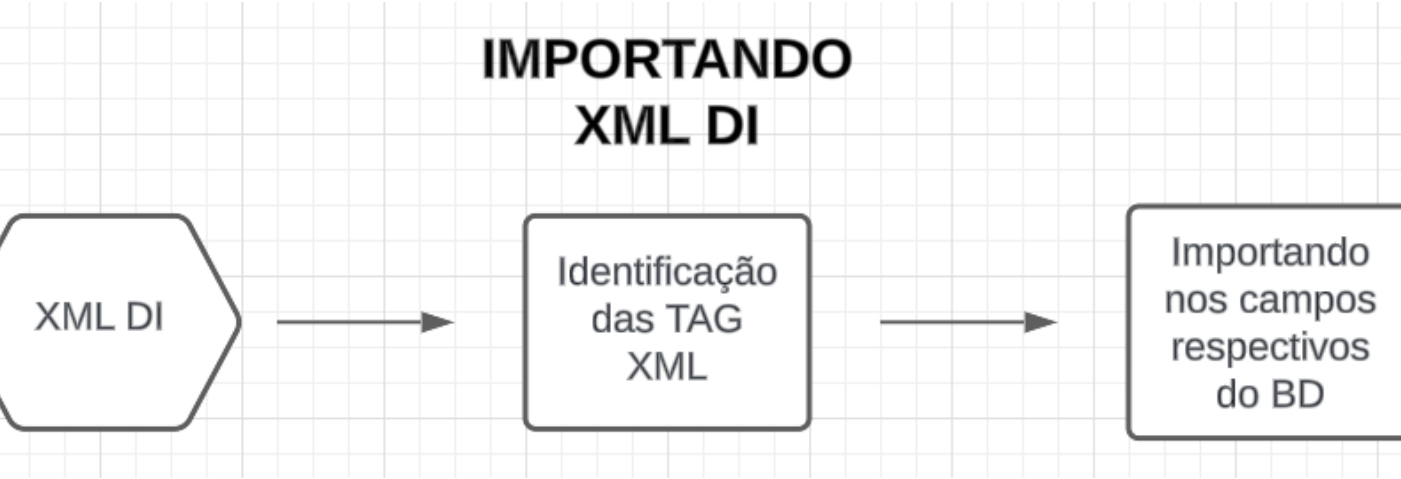 IMPORTANDO
XML DI
XML DI
Identificação
das TAG
XML
Importando
nos campos
respectivos
do BD